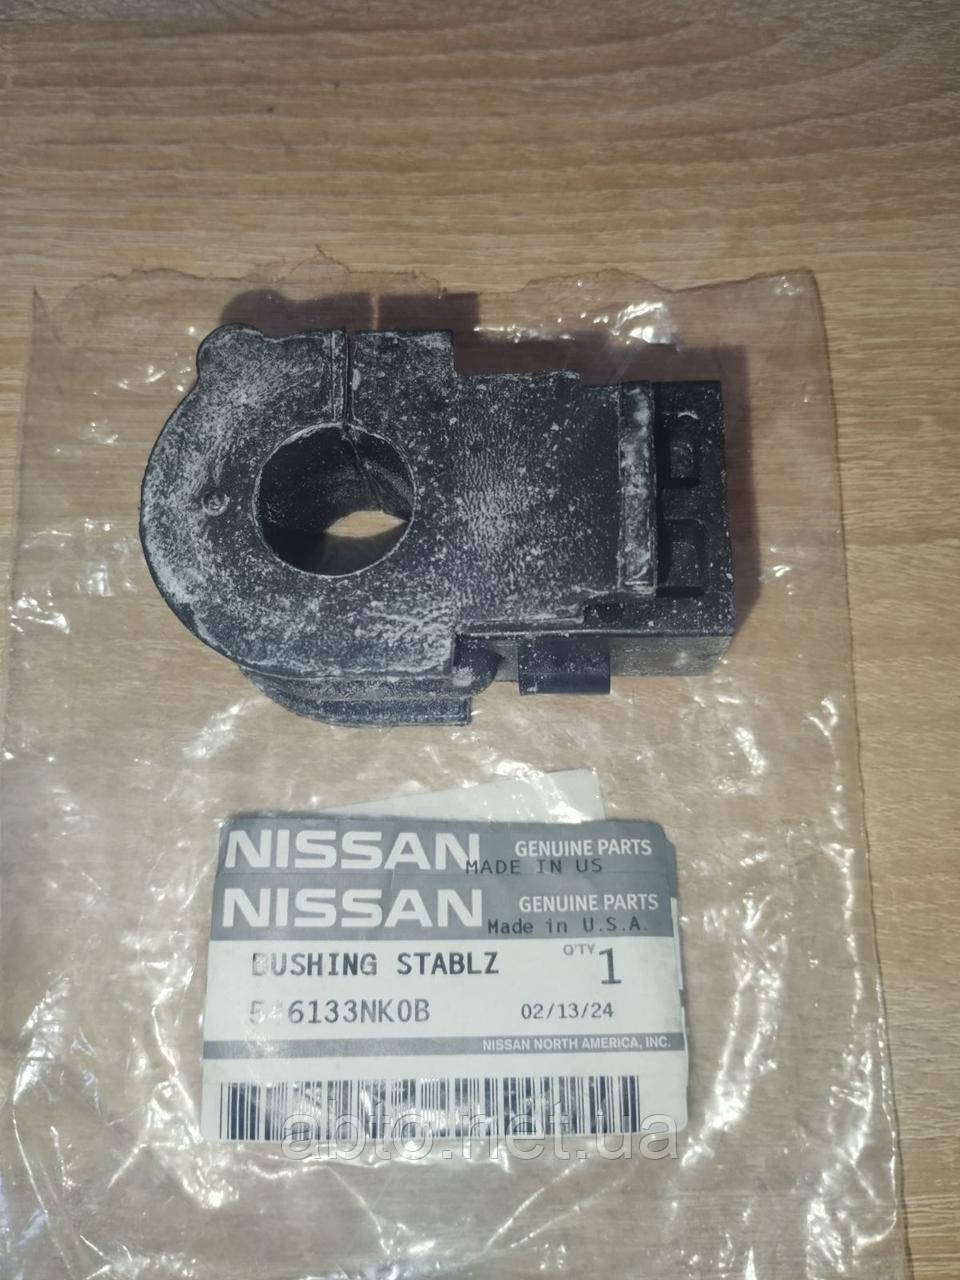 NISSAN GENUINE PARTS
MADE IN US
NISSAN GENUINE PARTS
Made in U.S.A.
BUSHING STABLZ Q'TY 1
546133NK0B 02/13/24
NISSAN NORTH AMERICA, INC.
abto.net.ua